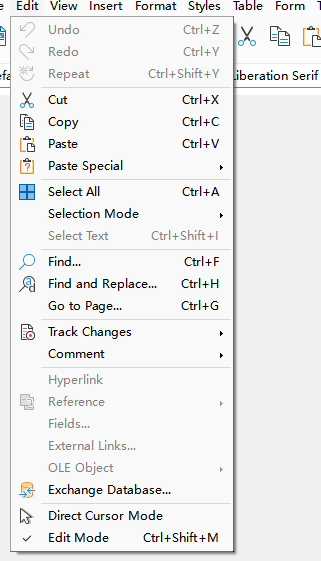 Edit View Insert Format Styles Table Form
Undo Ctrl+Z
Redo Ctrl+Y
Repeat Ctrl+Shift+Y
Cut Ctrl+X
Copy Ctrl+C
Paste Ctrl+V
Paste Special
Liberation Serif
Select All Ctrl+A
Selection Mode
Select Text Ctrl+Shift+I
Find... Ctrl+F
Find and Replace... Ctrl+H
Go to Page... Ctrl+G
Track Changes
Comment
Hyperlink
Reference
Fields...
External Links...
OLE Object
Exchange Database...
Direct Cursor Mode
Edit Mode Ctrl+Shift+M